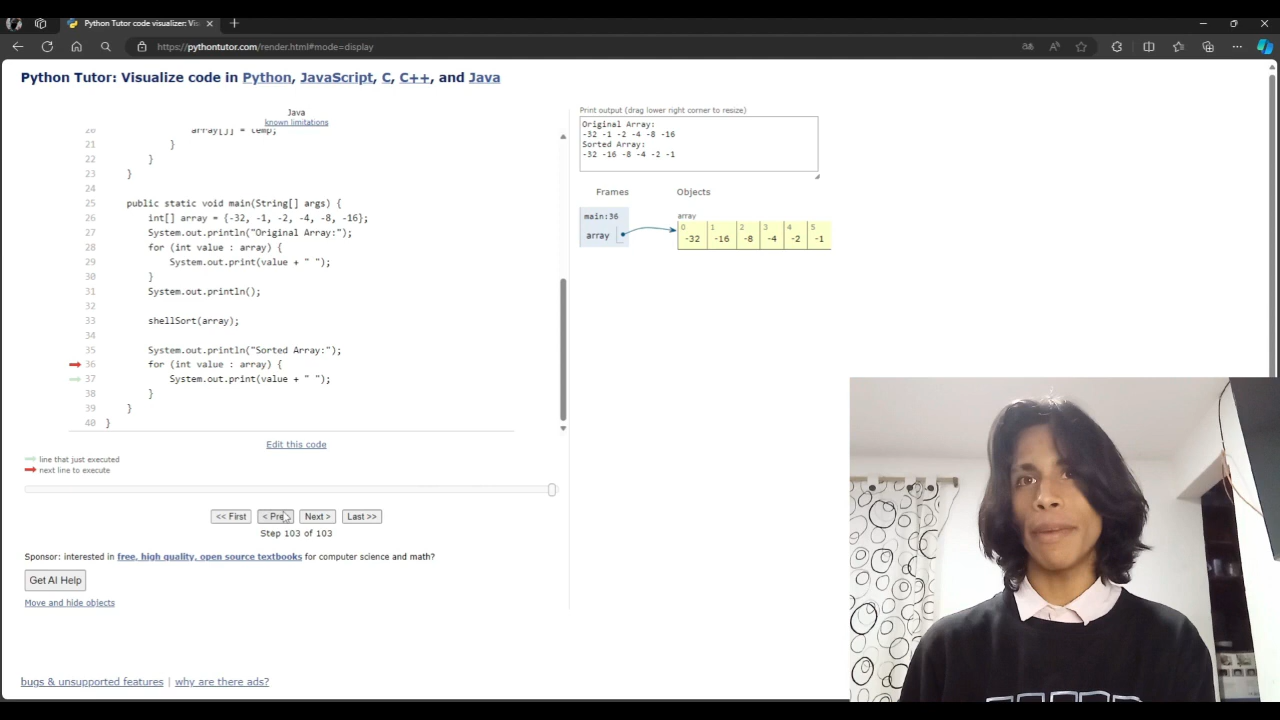 Python Tutor code visualizer: Vis
https://pythontutor.com/render.html#mode=display
Python Tutor: Visualize code in Python, JavaScript, C, C++, and Java
Java
known limitations
20 array[j] = temp;
21 }
22 }
23 }
24
25 public static void main(String[] args) {
26 int[] array = {-32, -1, -2, -4, -8, -16};
27 System.out.println("Original Array:");
28 for (int value : array) {
29 System.out.print(value + " ");
30 }
31 System.out.println();
32
33 shellSort(array);
34
35 System.out.println("Sorted Array:");
36 for (int value : array) {
37 System.out.print(value + " ");
38 }
39 }
40 }
Edit this code
line that just executed
next line to execute
<< First < Pre Next > Last >>
Step 103 of 103
Sponsor: interested in free, high quality, open source textbooks for computer science and math?
Get AI Help
Move and hide objects
bugs & unsupported features | why are there ads?
Print output (drag lower right corner to resize)
Original Array:
-32 -1 -2 -4 -8 -16
Sorted Array:
-32 -16 -8 -4 -2 -1
Frames Objects
main:36
array
array
0 1 2 3 4 5
-32 -16 -8 -4 -2 -1